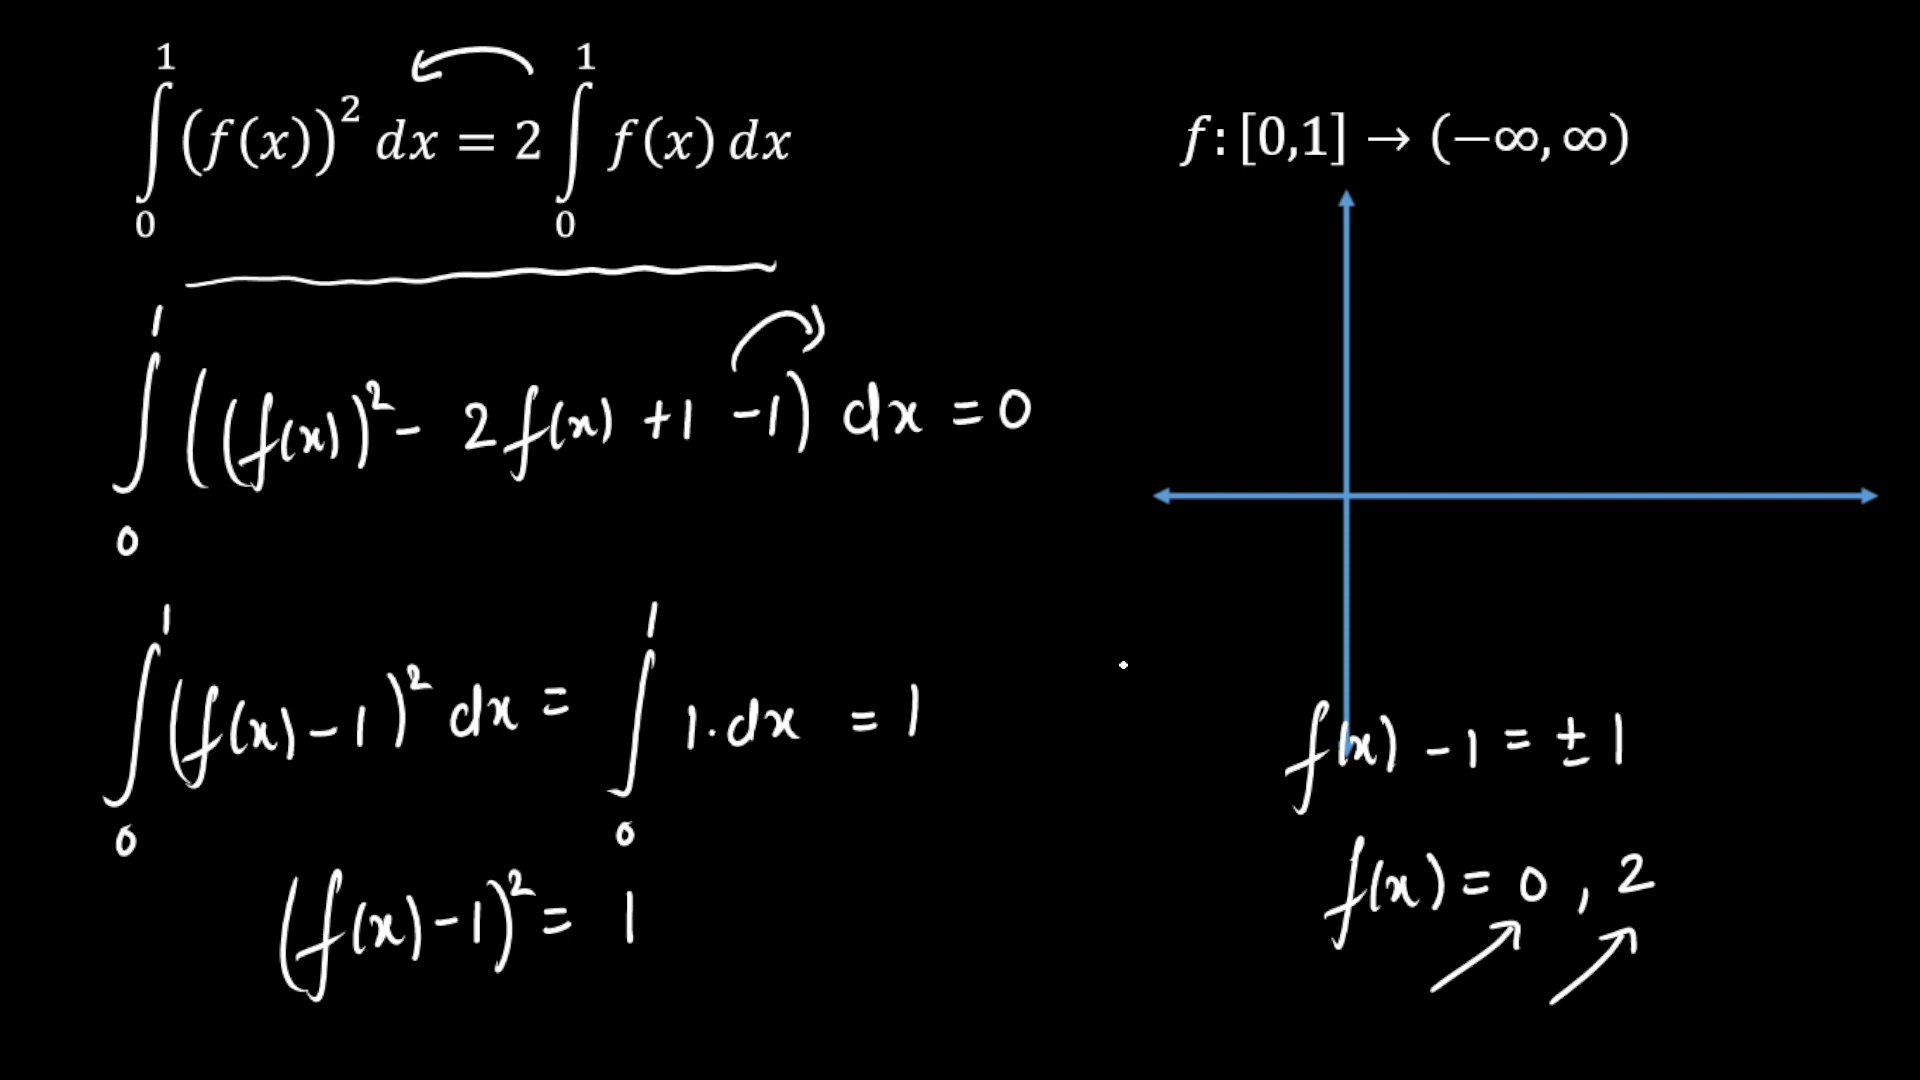 ∫₀¹ (f(x))² dx = 2 ∫₀¹ f(x) dx
f: [0,1] → (−∞, ∞)
∫₀¹ ((f(x))² − 2f(x) + 1 − 1) dx = 0
∫₀¹ (f(x) − 1)² dx = ∫₀¹ 1·dx = 1
(f(x) − 1)² = 1
f(x) − 1 = ± 1
f(x) = 0 , 2